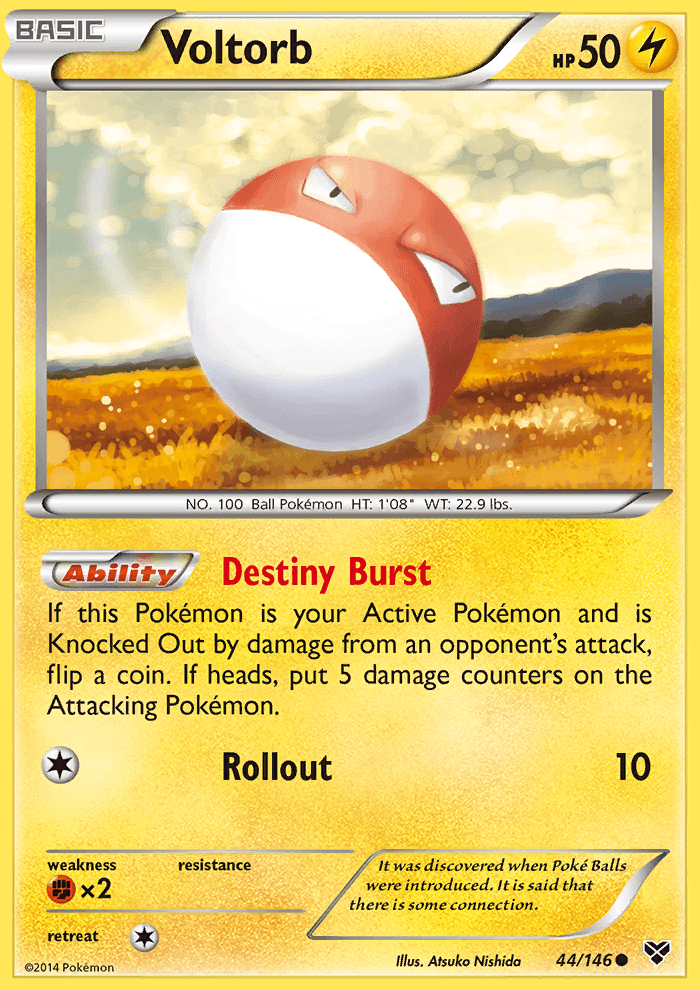 BASIC
Voltorb
HP50
NO. 100 Ball Pokémon HT: 1'08" WT: 22.9 lbs.
Ability Destiny Burst
If this Pokémon is your Active Pokémon and is
Knocked Out by damage from an opponent's attack,
flip a coin. If heads, put 5 damage counters on the
Attacking Pokémon.
Rollout 10
weakness resistance
×2
It was discovered when Poké Balls
were introduced. It is said that
there is some connection.
retreat
Illus. Atsuko Nishida 44/146
©2014 Pokémon